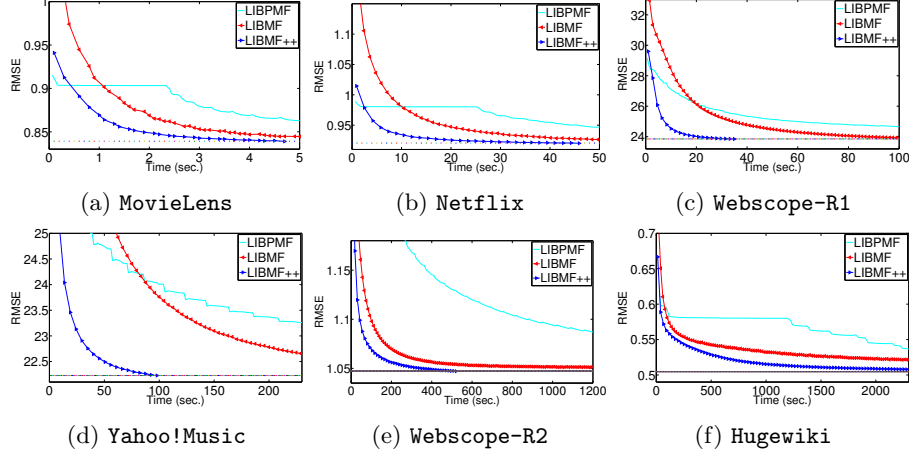 1
0.95
0.9
0.85
RMSE
0 1 2 3 4 5
Time (sec.)
LIBPMF
LIBMF
LIBMF++
(a) MovieLens
1.15
1.1
1.05
1
0.95
RMSE
0 10 20 30 40 50
Time (sec.)
LIBPMF
LIBMF
LIBMF++
(b) Netflix
32
30
28
26
24
RMSE
0 20 40 60 80 100
Time (sec.)
LIBPMF
LIBMF
LIBMF++
(c) Webscope-R1
25
24.5
24
23.5
23
22.5
RMSE
0 50 100 150 200
Time (sec.)
LIBPMF
LIBMF
LIBMF++
(d) Yahoo!Music
1.15
1.1
1.05
RMSE
200 400 600 800 1000 1200
Time (sec.)
LIBPMF
LIBMF
LIBMF++
(e) Webscope-R2
0.7
0.65
0.6
0.55
0.5
RMSE
0 500 1000 1500 2000
Time (sec.)
LIBPMF
LIBMF
LIBMF++
(f) Hugewiki